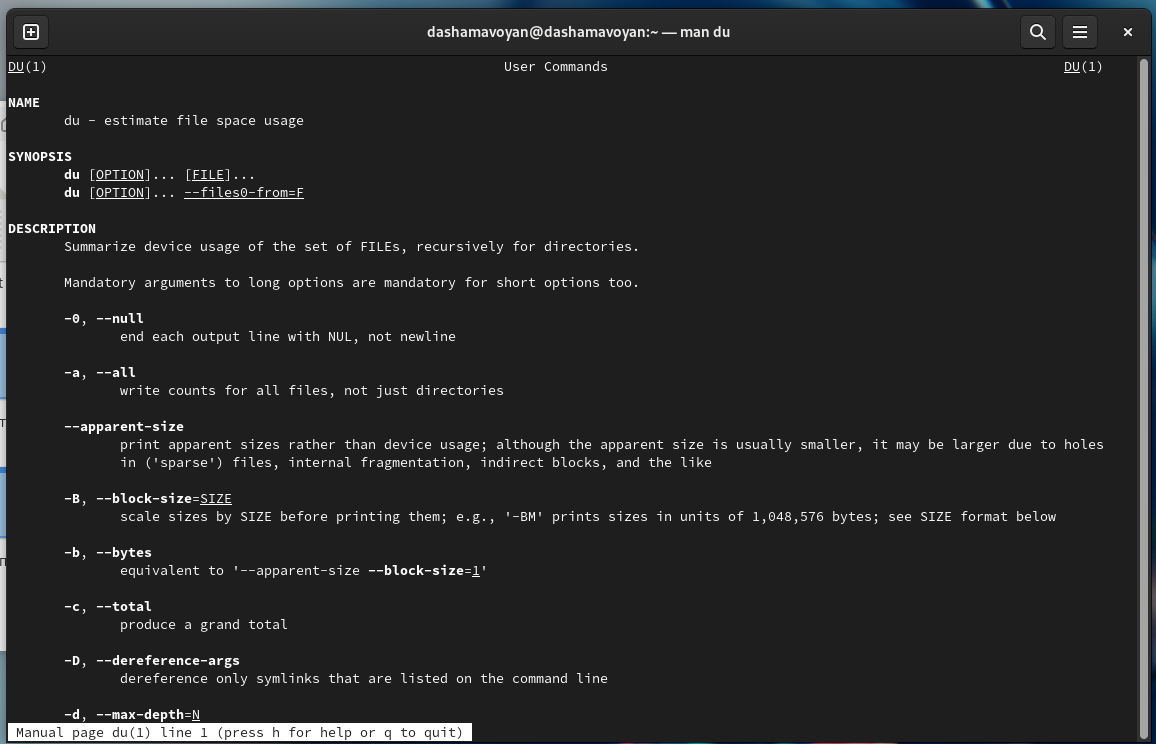 dashamavoyan@dashamavoyan:~ — man du
DU(1) User Commands DU(1)
NAME
du - estimate file space usage
SYNOPSIS
du [OPTION]... [FILE]...
du [OPTION]... --files0-from=F
DESCRIPTION
Summarize device usage of the set of FILEs, recursively for directories.
Mandatory arguments to long options are mandatory for short options too.
-0, --null
end each output line with NUL, not newline
-a, --all
write counts for all files, not just directories
--apparent-size
print apparent sizes rather than device usage; although the apparent size is usually smaller, it may be larger due to holes
in ('sparse') files, internal fragmentation, indirect blocks, and the like
-B, --block-size=SIZE
scale sizes by SIZE before printing them; e.g., '-BM' prints sizes in units of 1,048,576 bytes; see SIZE format below
-b, --bytes
equivalent to '--apparent-size --block-size=1'
-c, --total
produce a grand total
-D, --dereference-args
dereference only symlinks that are listed on the command line
-d, --max-depth=N
Manual page du(1) line 1 (press h for help or q to quit)